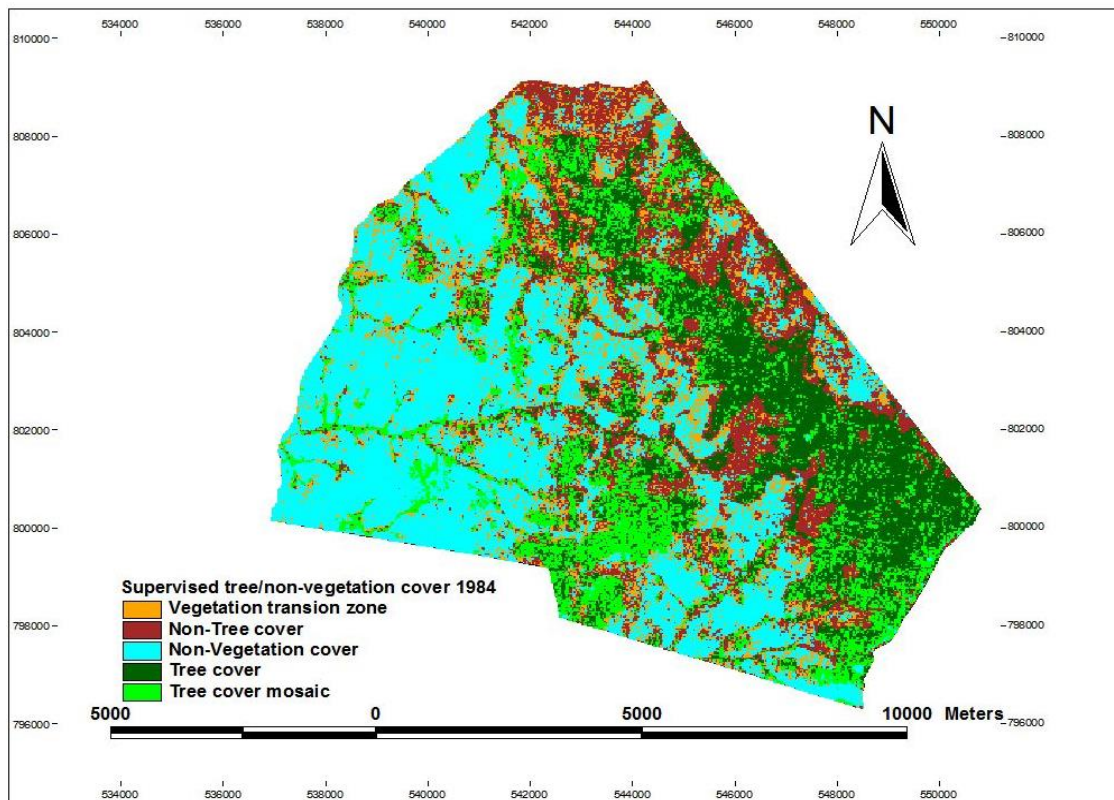 534000 536000 538000 540000 542000 544000 546000 548000 550000
810000 810000
N
808000 808000
806000 806000
804000 804000
802000 802000
800000 800000
Supervised tree/non-vegetation cover 1984
Vegetation transion zone
Non-Tree cover
798000 798000
Non-Vegetation cover
Tree cover
Tree cover mosaic
5000 0 5000 10000 Meters
796000 796000
534000 536000 538000 540000 542000 544000 546000 548000 550000